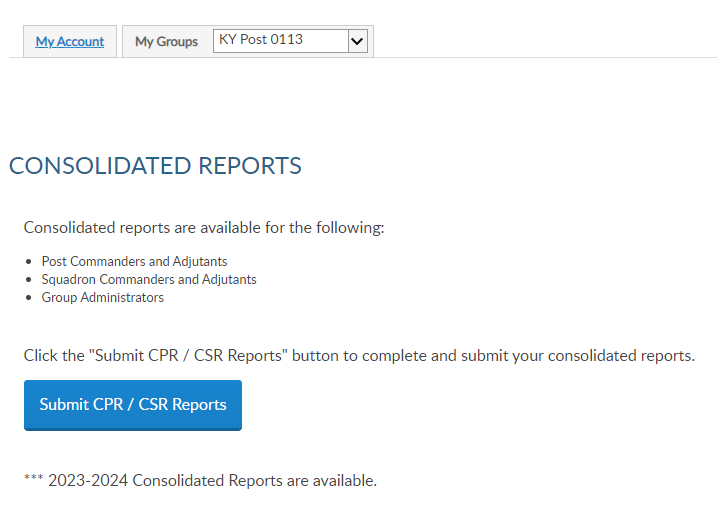 My Account My Groups KY Post 0113
CONSOLIDATED REPORTS
Consolidated reports are available for the following:
• Post Commanders and Adjutants
• Squadron Commanders and Adjutants
• Group Administrators
Click the "Submit CPR / CSR Reports" button to complete and submit your consolidated reports.
Submit CPR / CSR Reports
*** 2023-2024 Consolidated Reports are available.